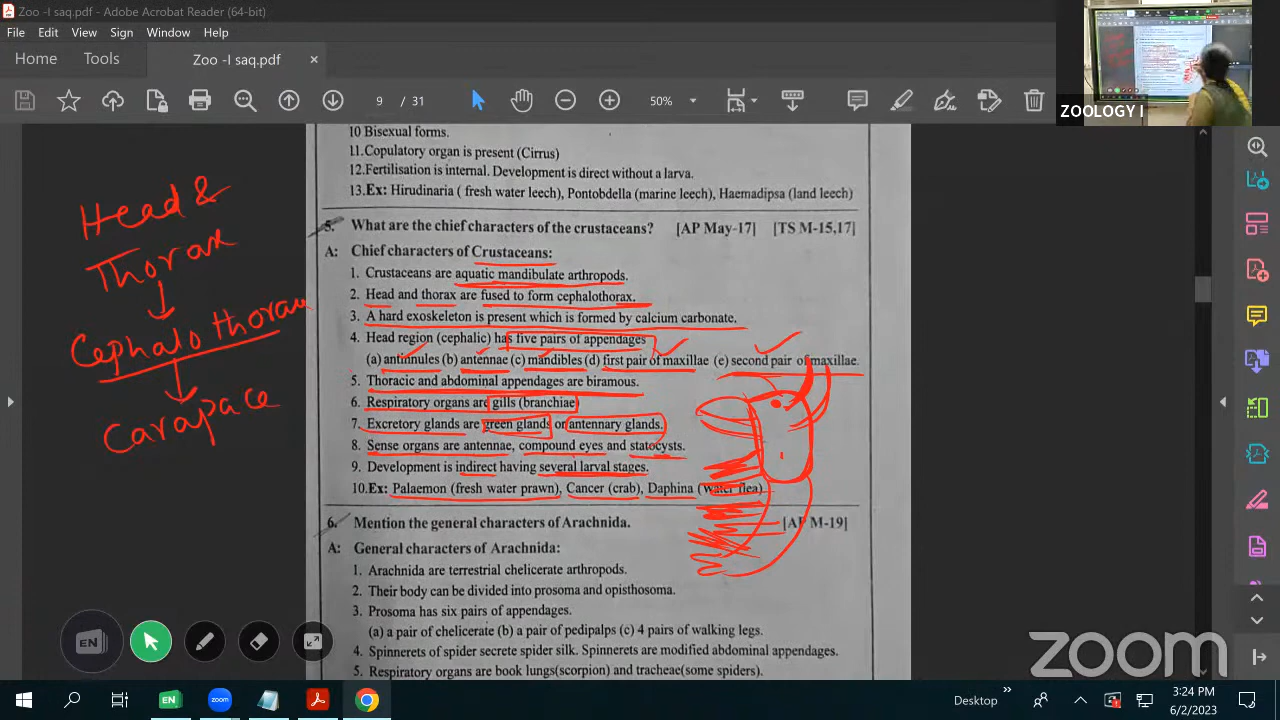 Zoo -I saq.pdf - Adobe Acrobat Reader (64-bit)
File Edit View Sign Window Help
ome Tools Zoo -I saq.pdf ×
9 50%
ZOOLOGY I
10 Bisexual forms.
11.Copulatory organ is present (Cirrus)
12.Fertilisation is internal. Development is direct without a larva.
13.Ex: Hirudinaria ( fresh water leech), Pontobdella (marine leech), Haemadipsa (land leech)
Head &
Thorax
Cephalothorax
Carapace
5. What are the chief characters of the crustaceans? [AP May-17] [TS M-15,17]
A: Chief characters of Crustaceans:
1. Crustaceans are aquatic mandibulate arthropods.
2. Head and thorax are fused to form cephalothorax.
3. A hard exoskeleton is present which is formed by calcium carbonate.
4. Head region (cephalic) has five pairs of appendages
(a) antinnules (b) antennae (c) mandibles (d) first pair of maxillae (e) second pair of maxillae.
5. Thoracic and abdominal appendages are biramous.
6. Respiratory organs are gills (branchiae
7. Excretory glands are green glands or antennary glands.
8. Sense organs are antennae, compound eyes and statocysts.
9. Development is indirect having several larval stages.
10.Ex: Palaemon (fresh water prawn), Cancer (crab), Daphina (water flea)
6. Mention the general characters of Arachnida. [AP M-19]
A: General characters of Arachnida:
1. Arachnida are terrestrial chelicerate arthropods.
2. Their body can be divided into prosoma and opisthosoma.
3. Prosoma has six pairs of appendages.
(a) a pair of chelicerate (b) a pair of pedipalps (c) 4 pairs of walking legs.
4. Spinnerets of spider secrete spider silk. Spinnerets are modified abdominal appendages.
5. Respiratory organs are book lungs(scorpion) and tracheae(some spiders).
EN
zoom
EN zoom
Desktop
3:24 PM
6/2/2023